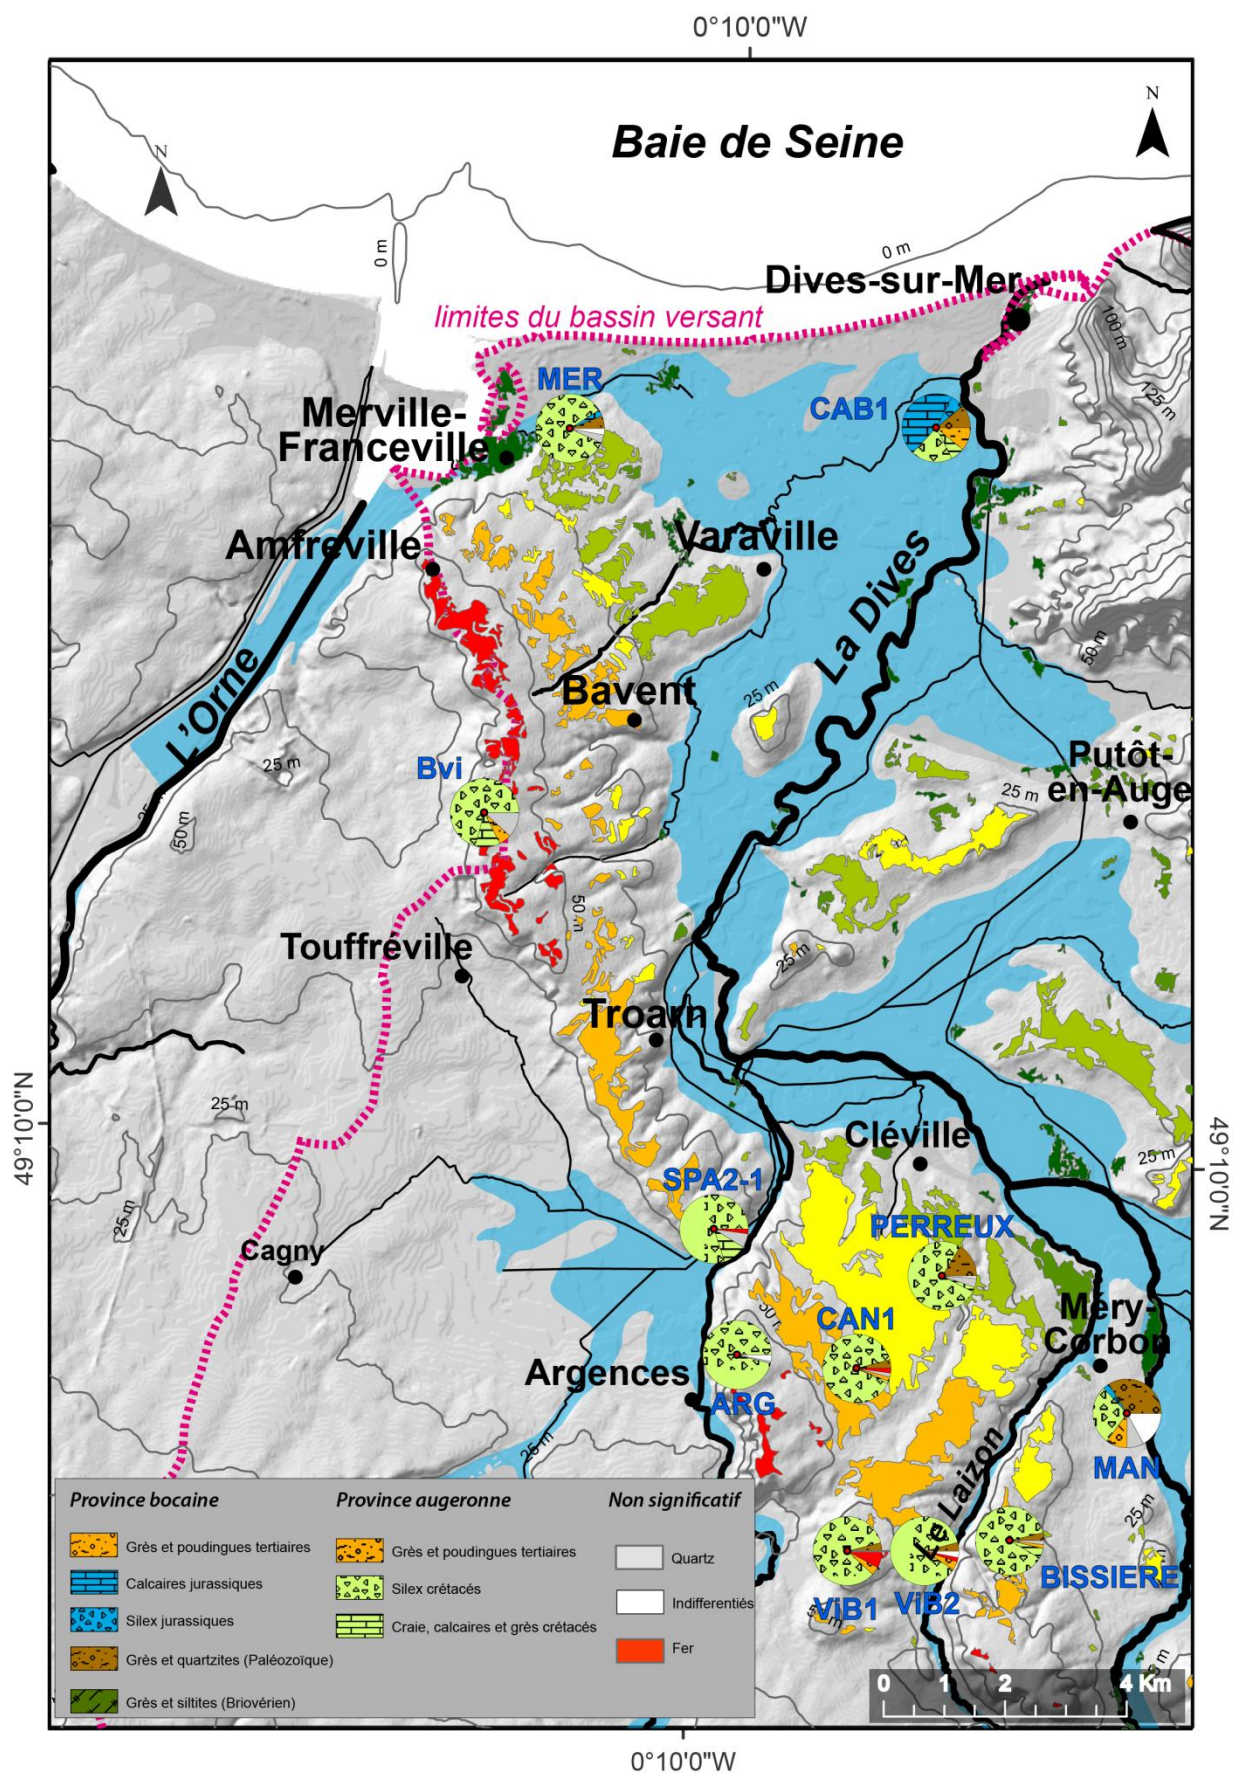 0°10'0"W
Baie de Seine
N
N
0 m
0 m
Dives-sur-Mer
limites du bassin versant
100 m
125 m
MER
CAB1
Merville-
Franceville
Amfreville
Varaville
La Dives
50 m
L'Orne
Bavent
25 m
25 m
Bvi
Putôt-
en-Auge
25 m
50 m
50 m
Touffréville
25 m
Troarn
49°10'0"N
25 m
Cléville
49°10'0"N
25 m
SPA2-1
25 m
PERREUX
Cagny
Méry-
Corbon
CAN1
Argences
ARG
25 m
Le Laizon
MAN
25 m
BISSIERE
ViB1
ViB2
Province bocaine
Grès et poudingues tertiaires
Calcaires jurassiques
Silex jurassiques
Grès et quartzites (Paléozoïque)
Grès et siltites (Briovérien)
Province augeronne
Grès et poudingues tertiaires
Silex crétacés
Craie, calcaires et grès crétacés
Non significatif
Quartz
Indifferentiés
Fer
0 1 2 4 Km
0°10'0"W